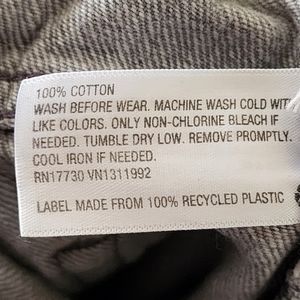 100% COTTON
WASH BEFORE WEAR. MACHINE WASH COLD WIT
LIKE COLORS. ONLY NON-CHLORINE BLEACH IF
NEEDED. TUMBLE DRY LOW. REMOVE PROMPTLY.
COOL IRON IF NEEDED.
RN17730 VN1311992
LABEL MADE FROM 100% RECYCLED PLASTIC